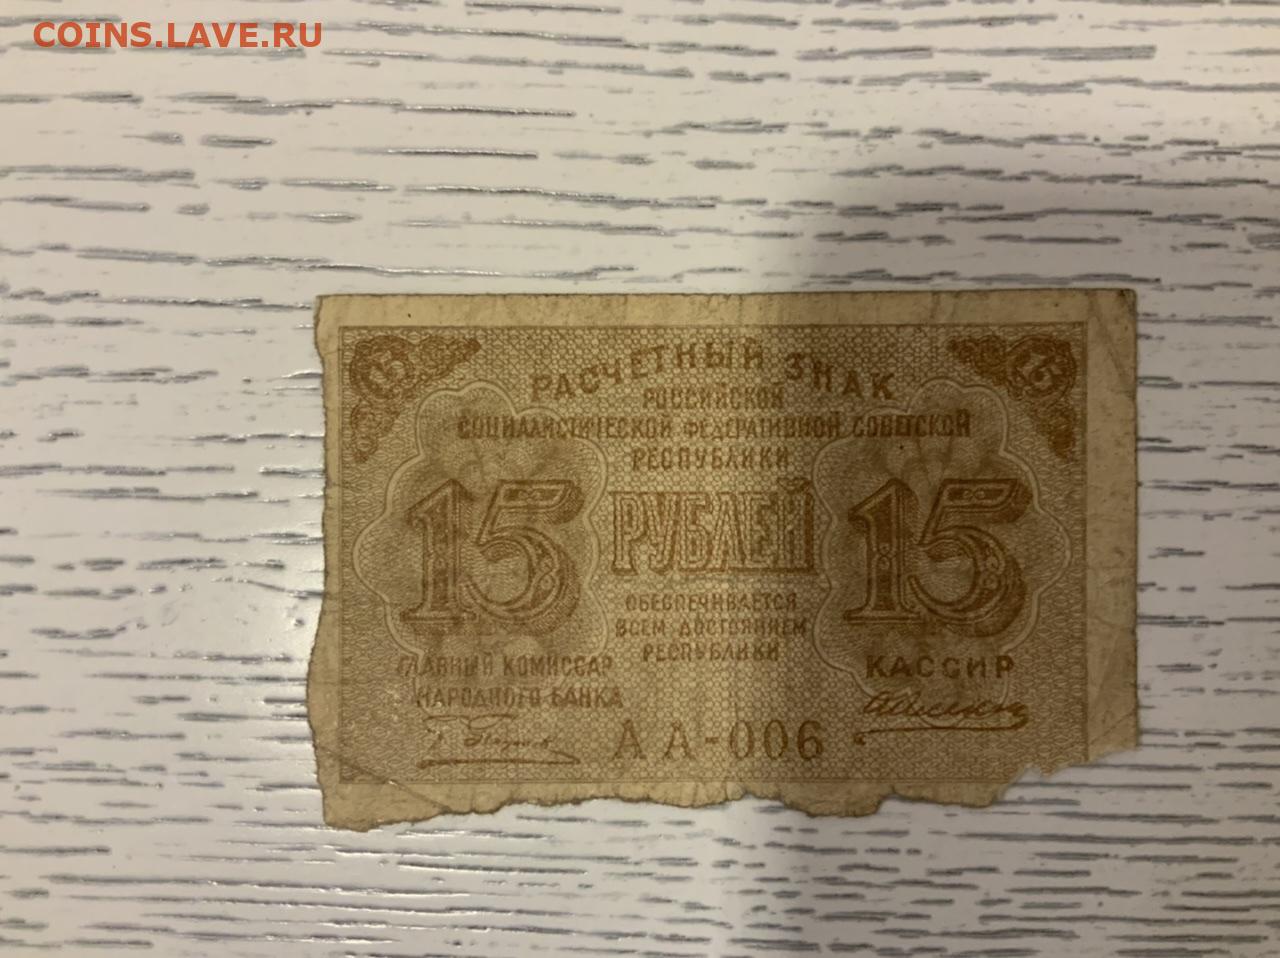 COINS.LAVE.RU
15 15
РАСЧЕТНЫЙ ЗНАК
РОССИЙСКОЙ
СОЦИАЛИСТИЧЕСКОЙ ФЕДЕРАТИВНОЙ СОВЕТСКОЙ
РЕСПУБЛИКИ
15 РУБЛЕЙ 15
ОБЕСПЕЧИВАЕТСЯ
ВСЕМ ДОСТОЯНИЕМ
РЕСПУБЛИКИ
ГЛАВНЫЙ КОМИССАР
НАРОДНОГО БАНКА
КАССИР
АА-006